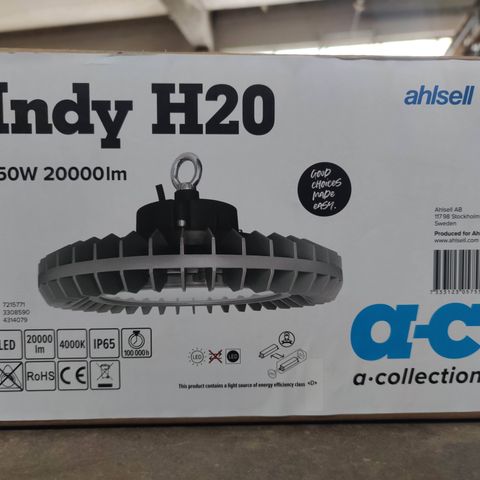 Indy H20
ahlsell
50W 20000lm
GOOD
CHOICES
MADE
EASY.
Ahlsell AB
117 98 Stockholm
Sweden
Produced for Ah
www.ahlsell.com
7215771
3308590
4314079
LED
20000
lm
4000K
IP65
100 000 h
RoHS
CE
LED
LED
This product contains a light source of energy efficiency class <D>
a-c
a·collection